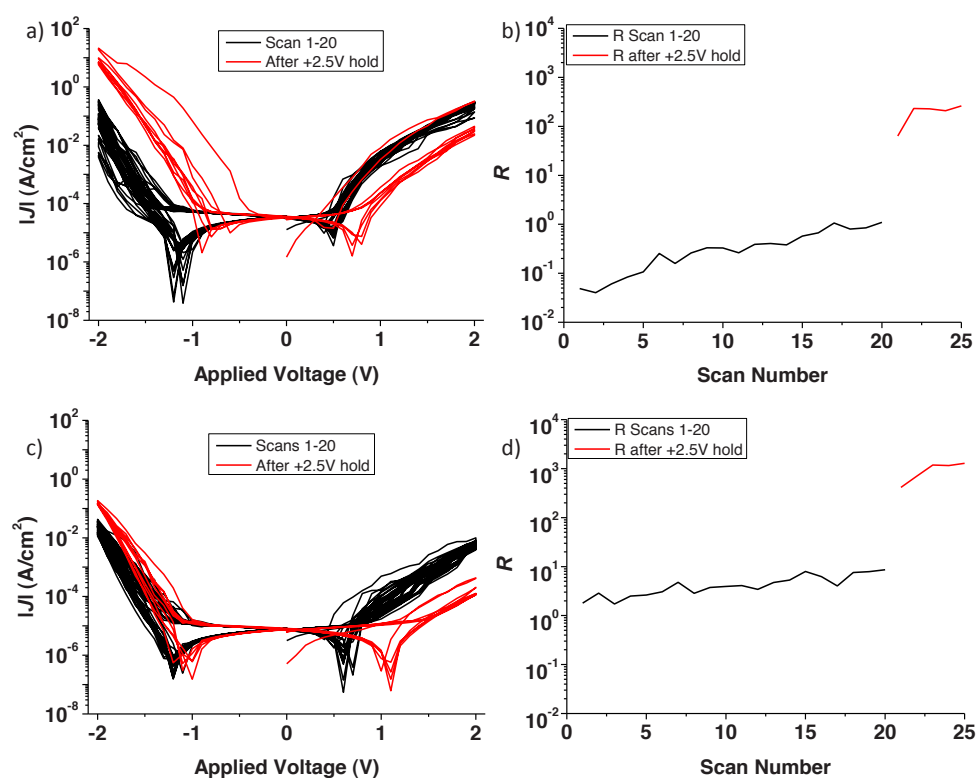 a)
Scan 1-20
After +2.5V hold
10²
10⁰
10⁻²
10⁻⁴
10⁻⁶
10⁻⁸
|J| (A/cm²)
-2 -1 0 1 2
Applied Voltage (V)
b)
R Scan 1-20
R after +2.5V hold
10⁴
10³
10²
10¹
10⁰
10⁻¹
10⁻²
R
0 5 10 15 20 25
Scan Number
c)
Scans 1-20
After +2.5V hold
10²
10⁰
10⁻²
10⁻⁴
10⁻⁶
10⁻⁸
|J| (A/cm²)
-2 -1 0 1 2
Applied Voltage (V)
d)
R Scans 1-20
R after +2.5V hold
10⁴
10³
10²
10¹
10⁰
10⁻¹
10⁻²
R
0 5 10 15 20 25
Scan Number